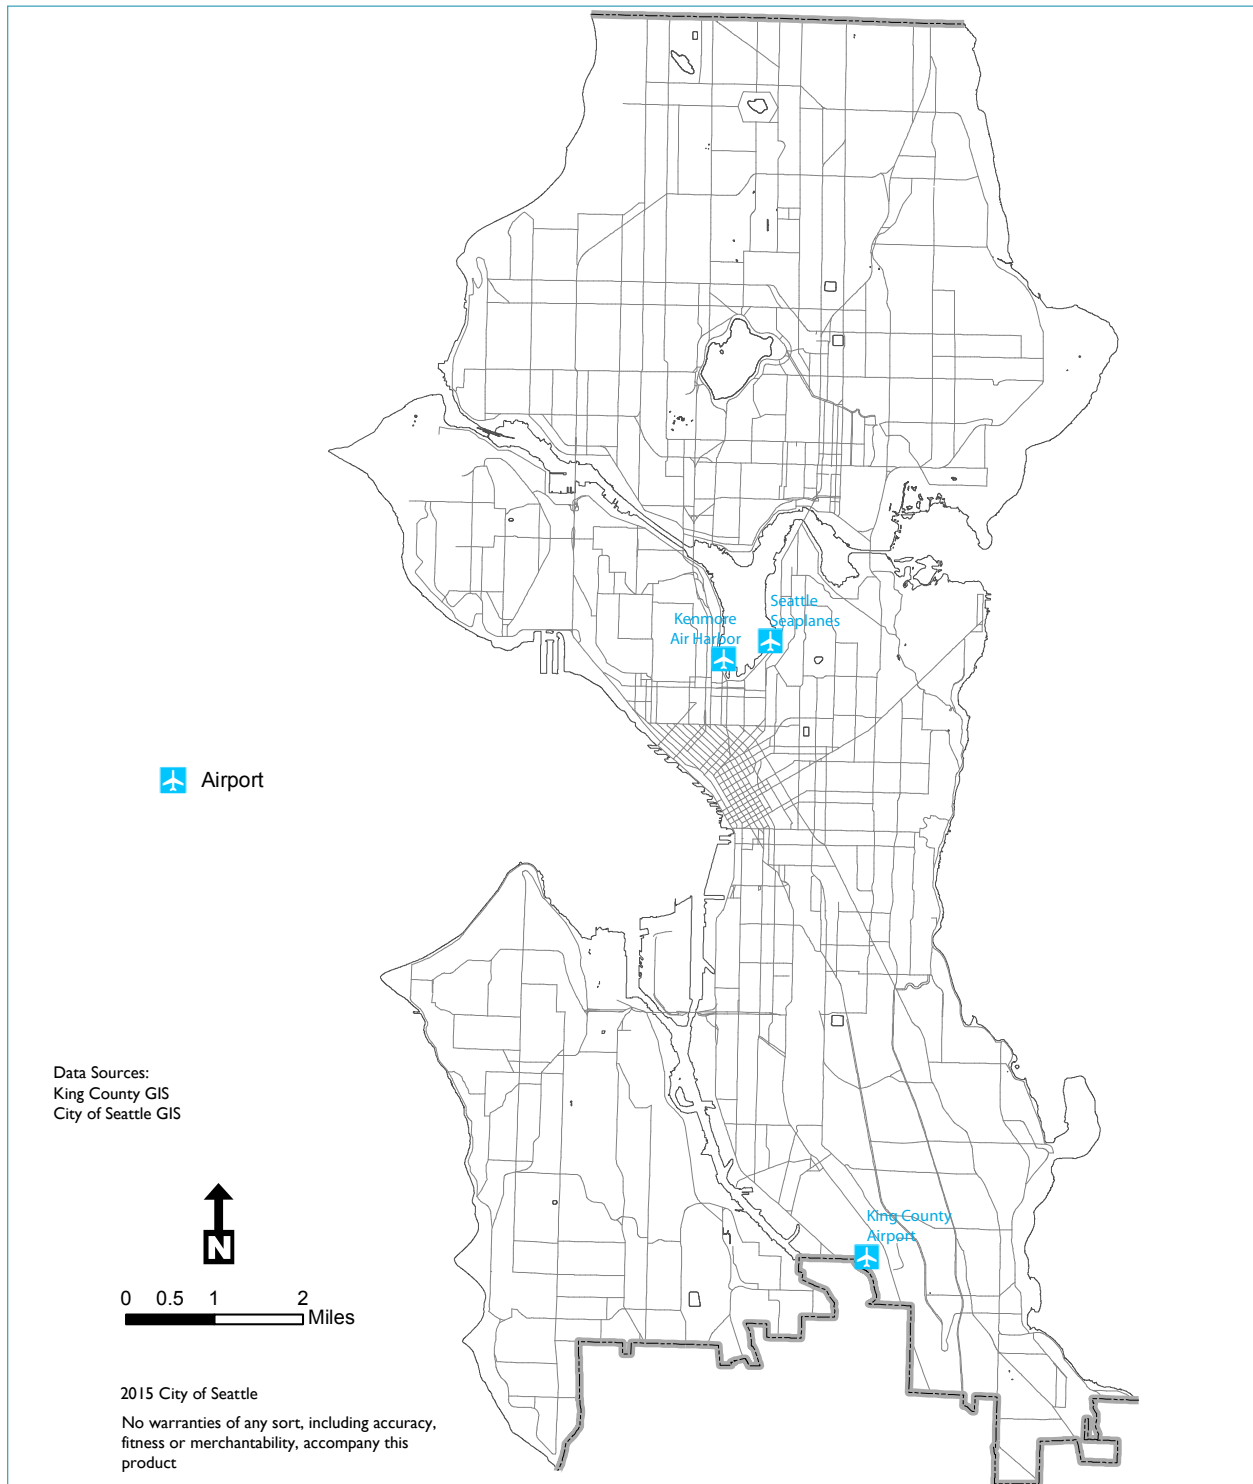 Seattle
Seaplanes
Kenmore
Air Harbor
Airport
Data Sources:
King County GIS
City of Seattle GIS
King County
Airport
N
0 0.5 1 2
Miles
2015 City of Seattle
No warranties of any sort, including accuracy,
fitness or merchantability, accompany this
product